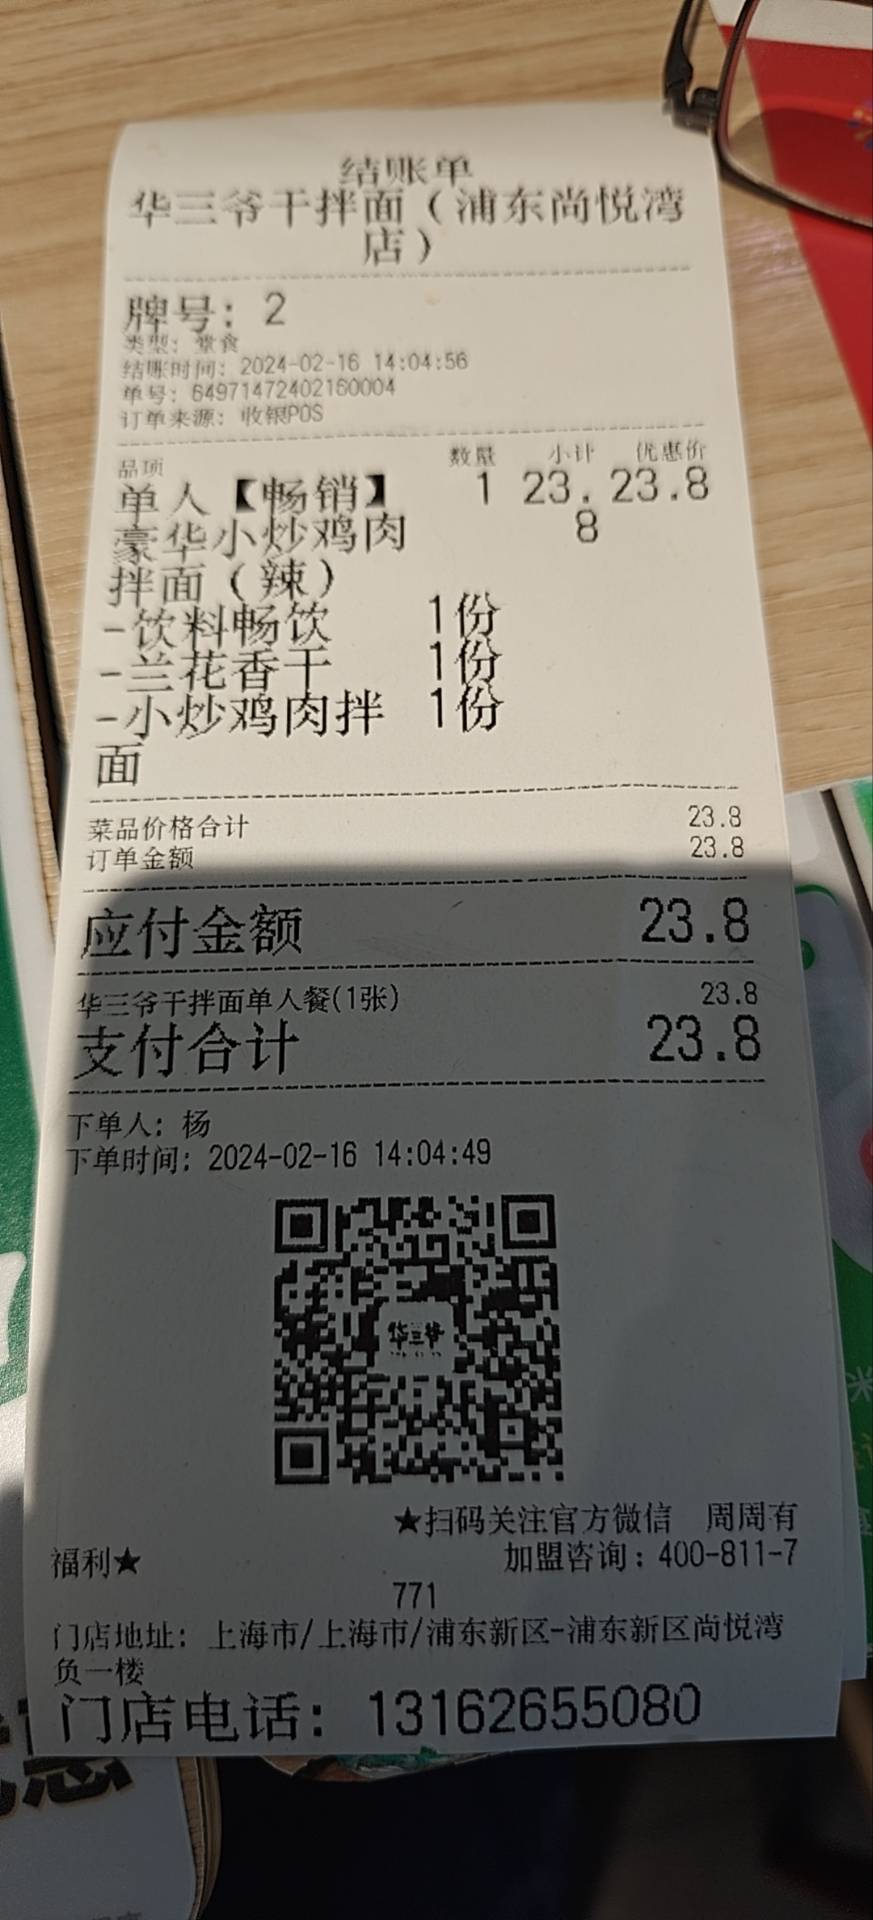 结账单
华三爷干拌面（浦东尚悦湾
店）
牌号：2
类型：堂食
结账时间：2024-02-16 14:04:56
单号：64971472402160004
订单来源：收银POS
品项 数量 小计 优惠价
单人【畅销】 1 23. 23.8
豪华小炒鸡肉 8
拌面（辣）
-饮料畅饮 1份
-兰花香干 1份
-小炒鸡肉拌 1份
面
菜品价格合计 23.8
订单金额 23.8
应付金额 23.8
华三爷干拌面单人餐(1张) 23.8
支付合计 23.8
下单人：杨
下单时间：2024-02-16 14:04:49
华三爷
★扫码关注官方微信 周周有
福利★ 加盟咨询：400-811-7
771
门店地址：上海市/上海市/浦东新区-浦东新区尚悦湾
负一楼
门店电话：13162655080
米